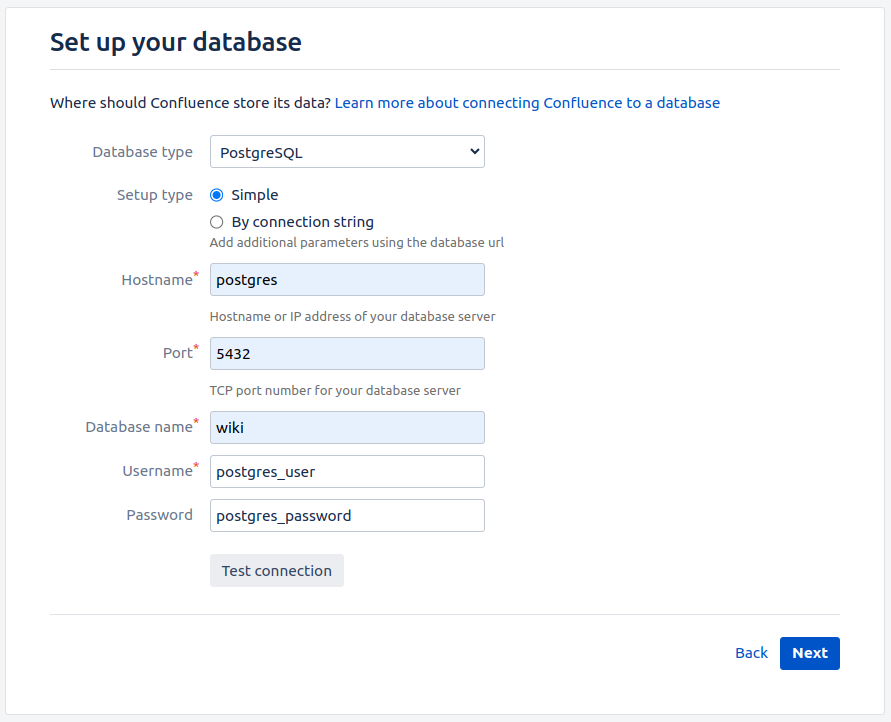 Set up your database
Where should Confluence store its data? Learn more about connecting Confluence to a database
Database type PostgreSQL
Setup type Simple
By connection string
Add additional parameters using the database url
Hostname* postgres
Hostname or IP address of your database server
Port* 5432
TCP port number for your database server
Database name* wiki
Username* postgres_user
Password postgres_password
Test connection
Back Next